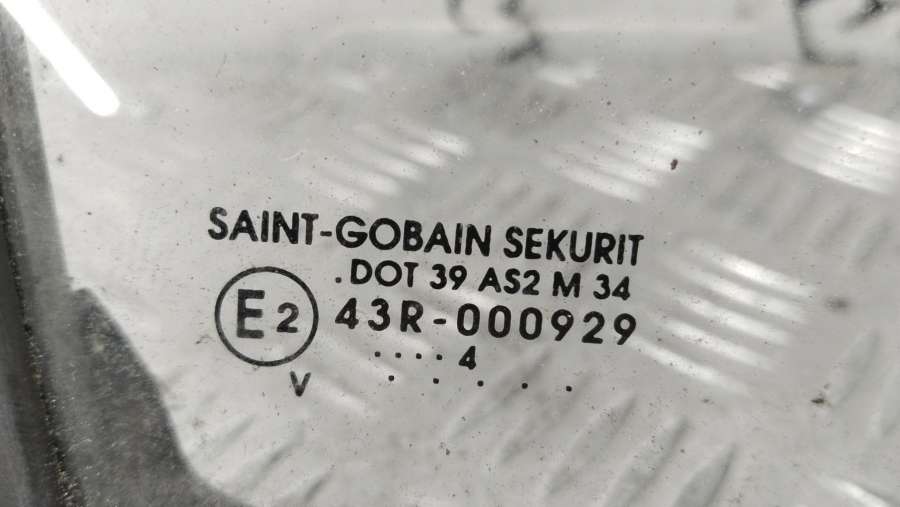 SAINT-GOBAIN SEKURIT
.DOT 39 AS2 M 34
E2 43R-000929
....4
V . . . . .